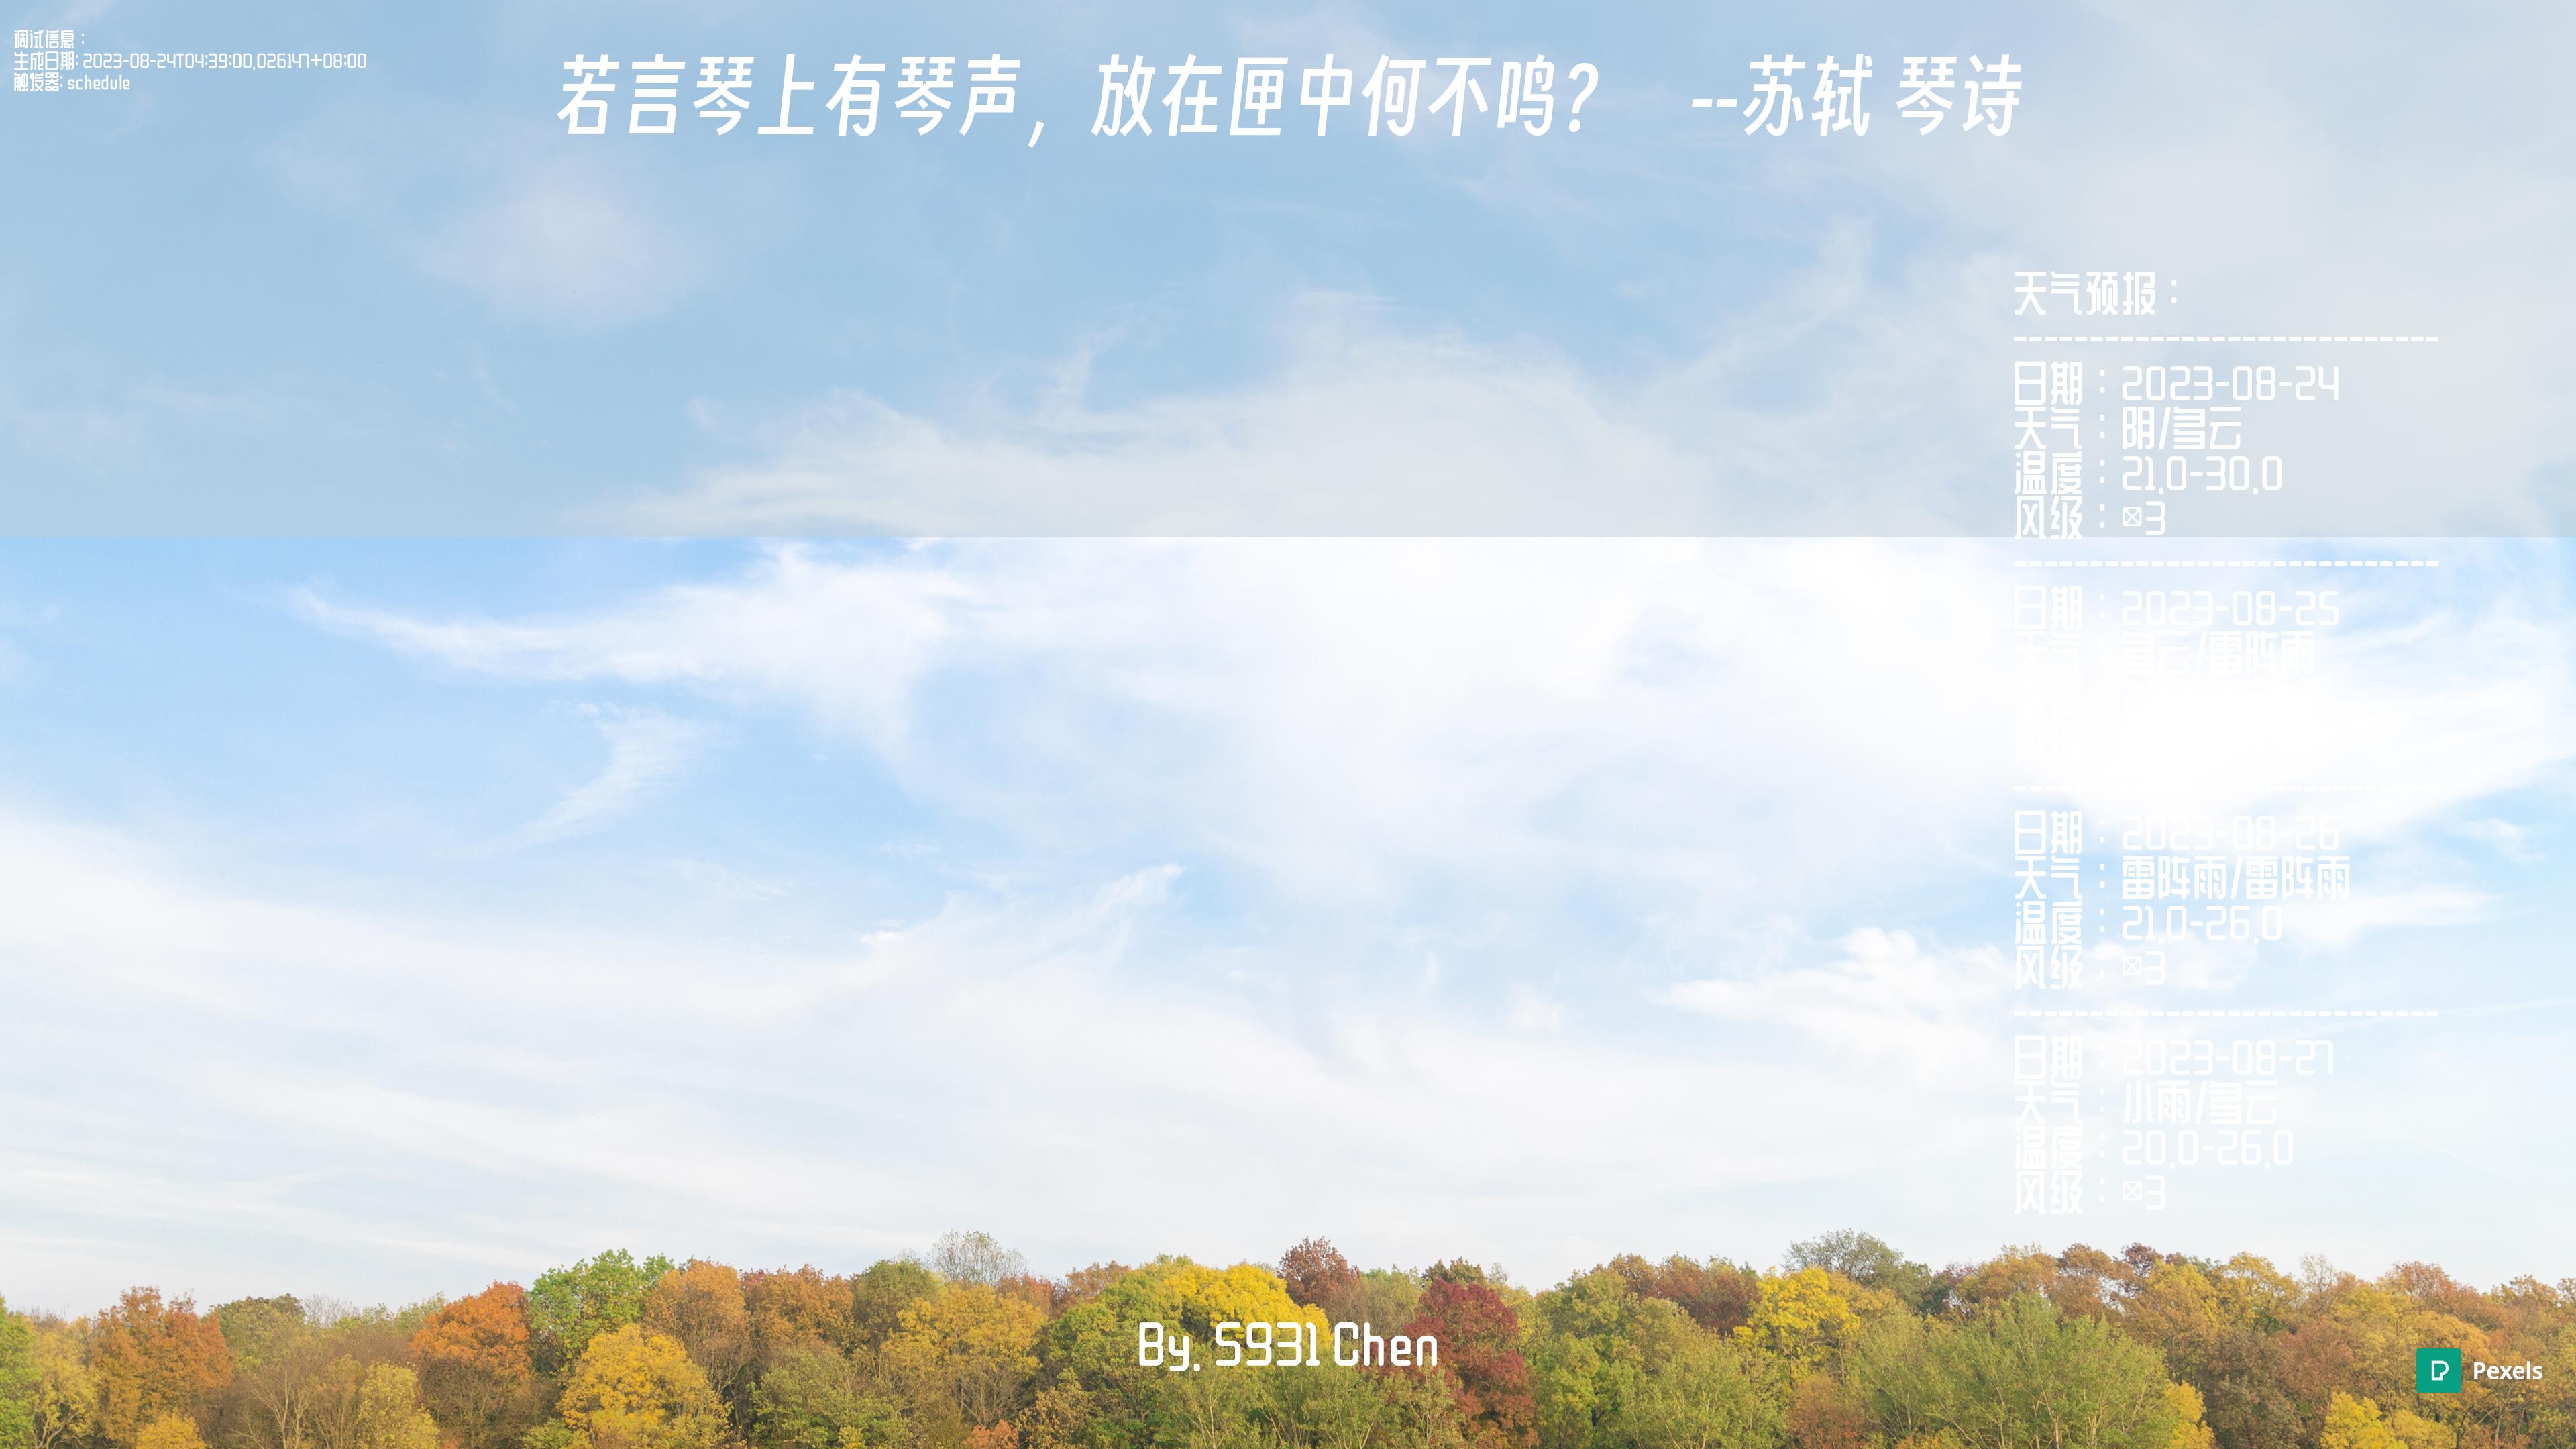 调试信息：
生成日期: 2023-08-24T04:39:00.026147+08:00
触发器: schedule
若言琴上有琴声，放在匣中何不鸣？ --苏轼 琴诗
天气预报：
----------------------------
日期：2023-08-24
天气：阴/多云
温度：21.0-30.0
风级：☒3
----------------------------
日期：2023-08-25
天气：多云/雷阵雨
----------------------------
日期：2023-08-26
天气：雷阵雨/雷阵雨
温度：21.0-26.0
风级：☒3
----------------------------
日期：2023-08-27
天气：小雨/多云
温度：20.0-26.0
风级：☒3
By. S931 Chen
Pexels